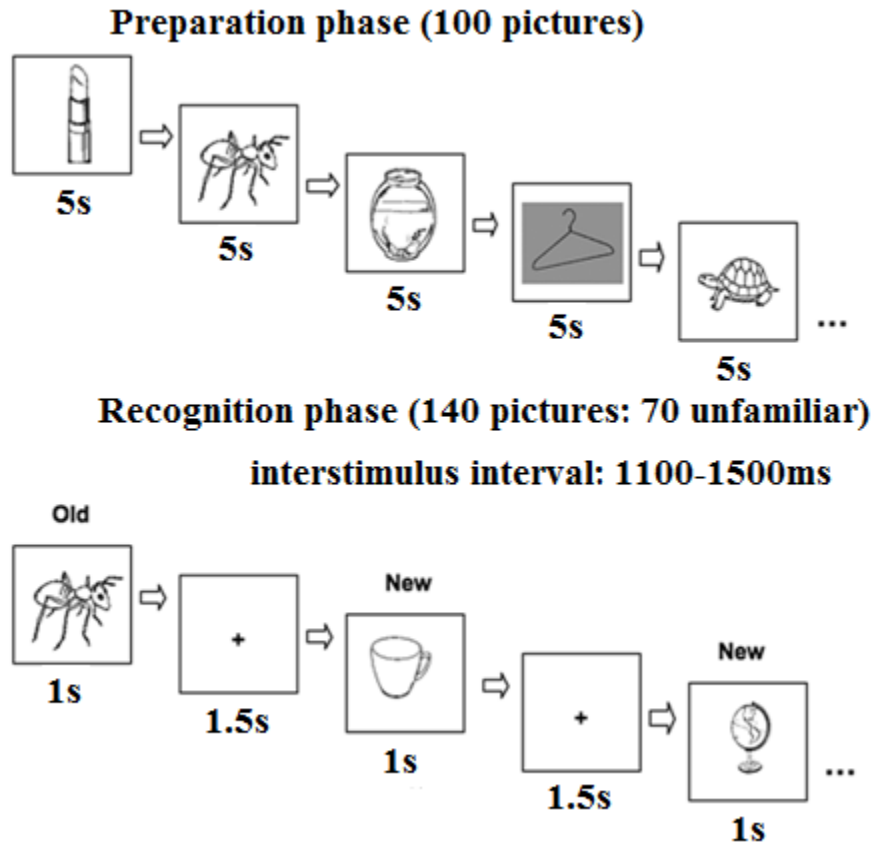 Preparation phase (100 pictures)
5s
5s
5s
5s
5s
...
Recognition phase (140 pictures: 70 unfamiliar)
interstimulus interval: 1100-1500ms
Old
New
New
+
+
1s
1.5s
1s
1.5s
1s
...